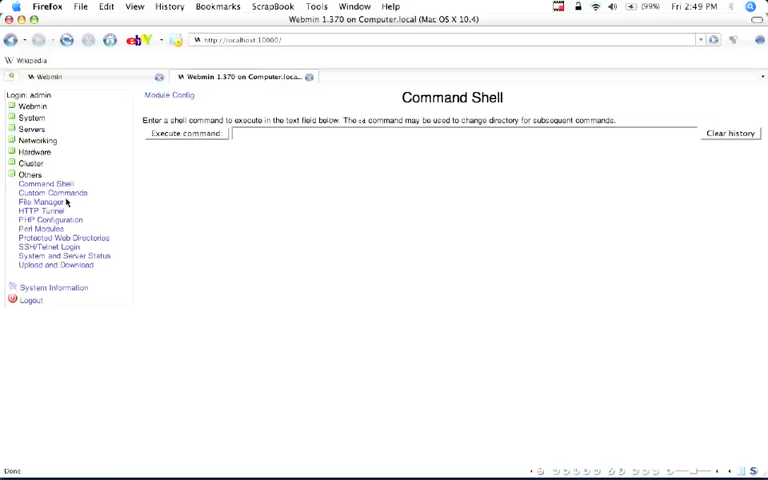 Firefox File Edit View History Bookmarks ScrapBook Tools Window Help (99%) Fri 2:49 PM
Webmin 1.370 on Computer.local (Mac OS X 10.4)
http://localhost:10000/
Wikipedia
Webmin Webmin 1.370 on Computer.loca...
Login: admin
Webmin
System
Servers
Networking
Hardware
Cluster
Others
Command Shell
Custom Commands
File Manager
HTTP Tunnel
PHP Configuration
Perl Modules
Protected Web Directories
SSH/Telnet Login
System and Server Status
Upload and Download
System Information
Logout
Module Config
Command Shell
Enter a shell command to execute in the text field below. The cd command may be used to change directory for subsequent commands.
Execute command: Clear history
Done